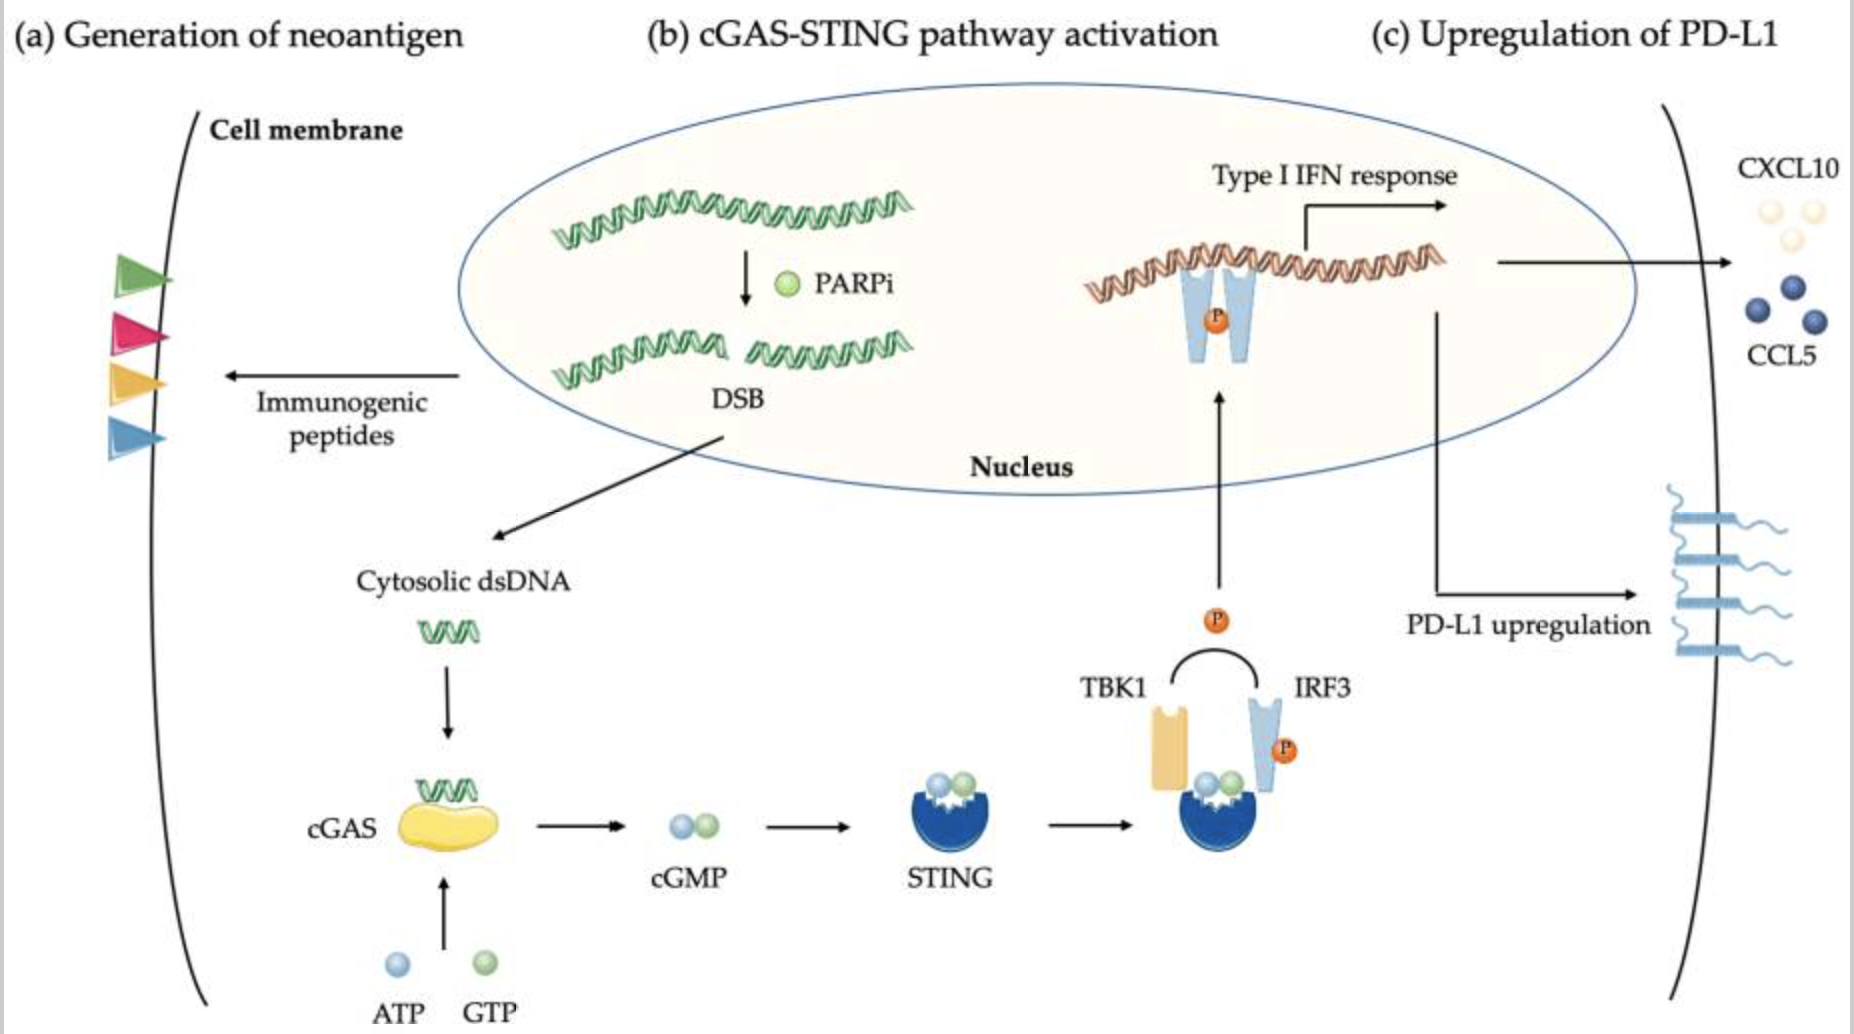 (a) Generation of neoantigen
(b) cGAS-STING pathway activation
(c) Upregulation of PD-L1
Cell membrane
CXCL10
Type I IFN response
PARPi
P
CCL5
DSB
Immunogenic
peptides
Nucleus
Cytosolic dsDNA
P
PD-L1 upregulation
TBK1
IRF3
P
cGAS
cGMP
STING
ATP
GTP